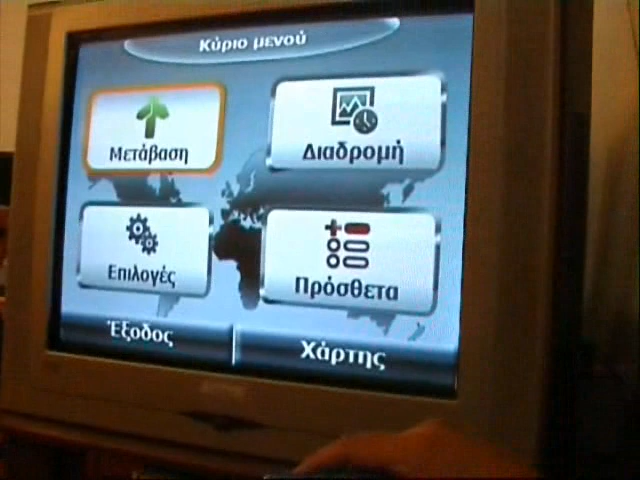 Κύριο μενού
Μετάβαση
Διαδρομή
Επιλογές
Πρόσθετα
Έξοδος
Χάρτης